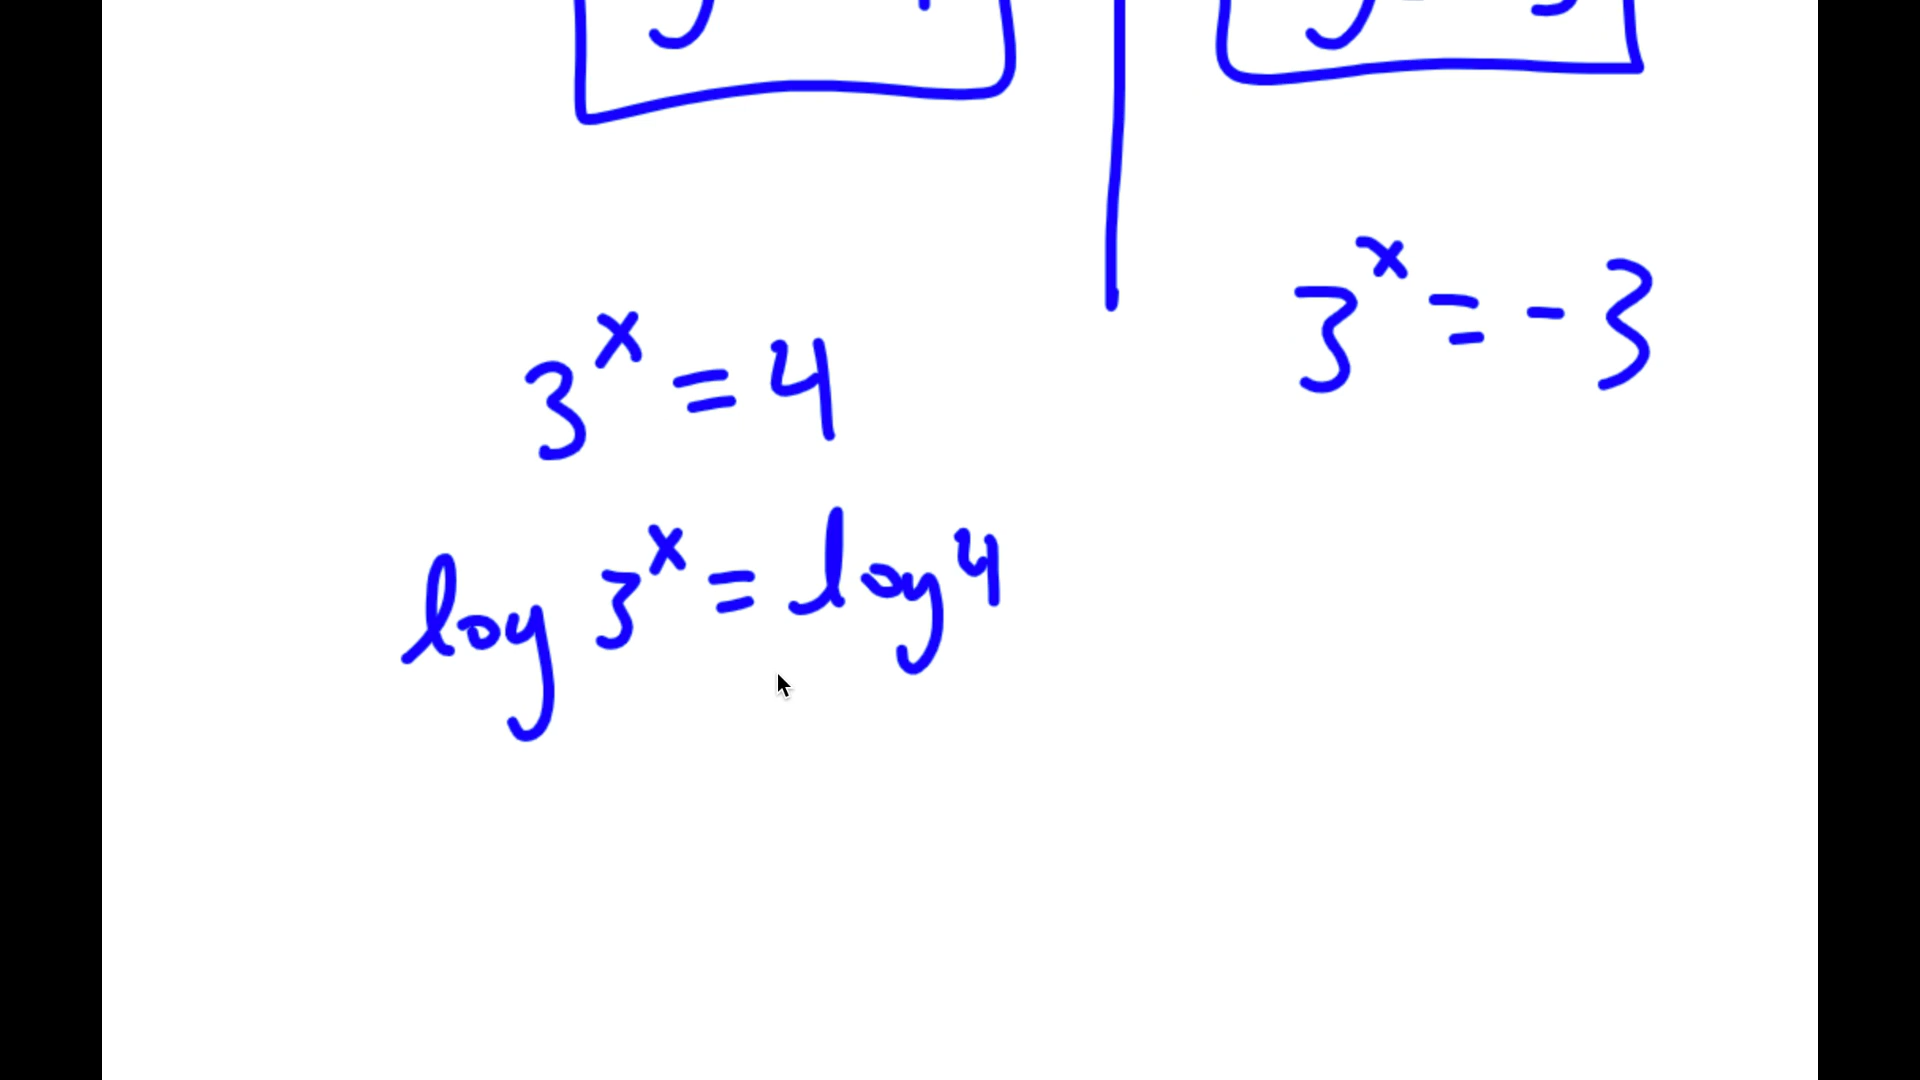 3^x = 4
3^x = -3
log 3^x = log 4